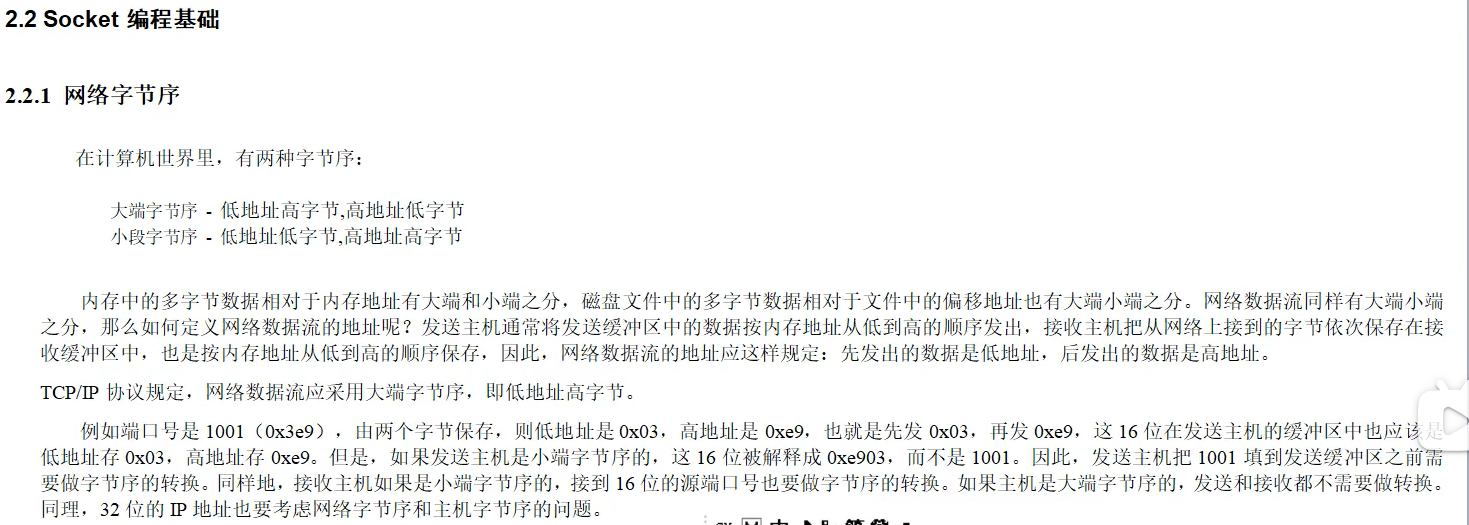 2.2 Socket 编程基础
2.2.1 网络字节序
在计算机世界里，有两种字节序：
大端字节序 - 低地址高字节,高地址低字节
小段字节序 - 低地址低字节,高地址高字节
内存中的多字节数据相对于内存地址有大端和小端之分，磁盘文件中的多字节数据相对于文件中的偏移地址也有大端小端之分。网络数据流同样有大端小端
之分，那么如何定义网络数据流的地址呢？发送主机通常将发送缓冲区中的数据按内存地址从低到高的顺序发出，接收主机把从网络上接到的字节依次保存在接
收缓冲区中，也是按内存地址从低到高的顺序保存，因此，网络数据流的地址应这样规定：先发出的数据是低地址，后发出的数据是高地址。
TCP/IP 协议规定，网络数据流应采用大端字节序，即低地址高字节。
例如端口号是 1001（0x3e9），由两个字节保存，则低地址是 0x03，高地址是 0xe9，也就是先发 0x03，再发 0xe9，这 16 位在发送主机的缓冲区中也应该是
低地址存 0x03，高地址存 0xe9。但是，如果发送主机是小端字节序的，这 16 位被解释成 0xe903，而不是 1001。因此，发送主机把 1001 填到发送缓冲区之前需
要做字节序的转换。同样地，接收主机如果是小端字节序的，接到 16 位的源端口号也要做字节序的转换。如果主机是大端字节序的，发送和接收都不需要做转换。
同理，32 位的 IP 地址也要考虑网络字节序和主机字节序的问题。